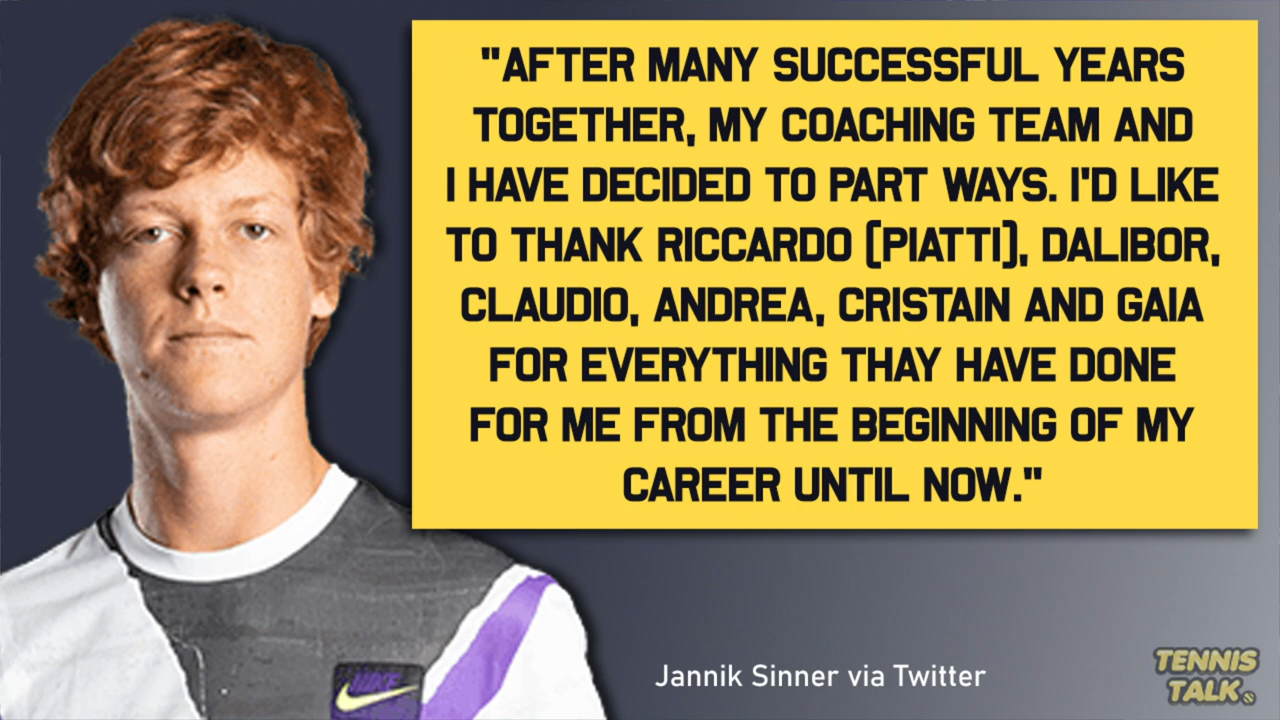 "AFTER MANY SUCCESSFUL YEARS
TOGETHER, MY COACHING TEAM AND
I HAVE DECIDED TO PART WAYS. I'D LIKE
TO THANK RICCARDO (PIATTI), DALIBOR,
CLAUDIO, ANDREA, CRISTAIN AND GAIA
FOR EVERYTHING THAY HAVE DONE
FOR ME FROM THE BEGINNING OF MY
CAREER UNTIL NOW."
NIKE
Jannik Sinner via Twitter
TENNIS
TALK